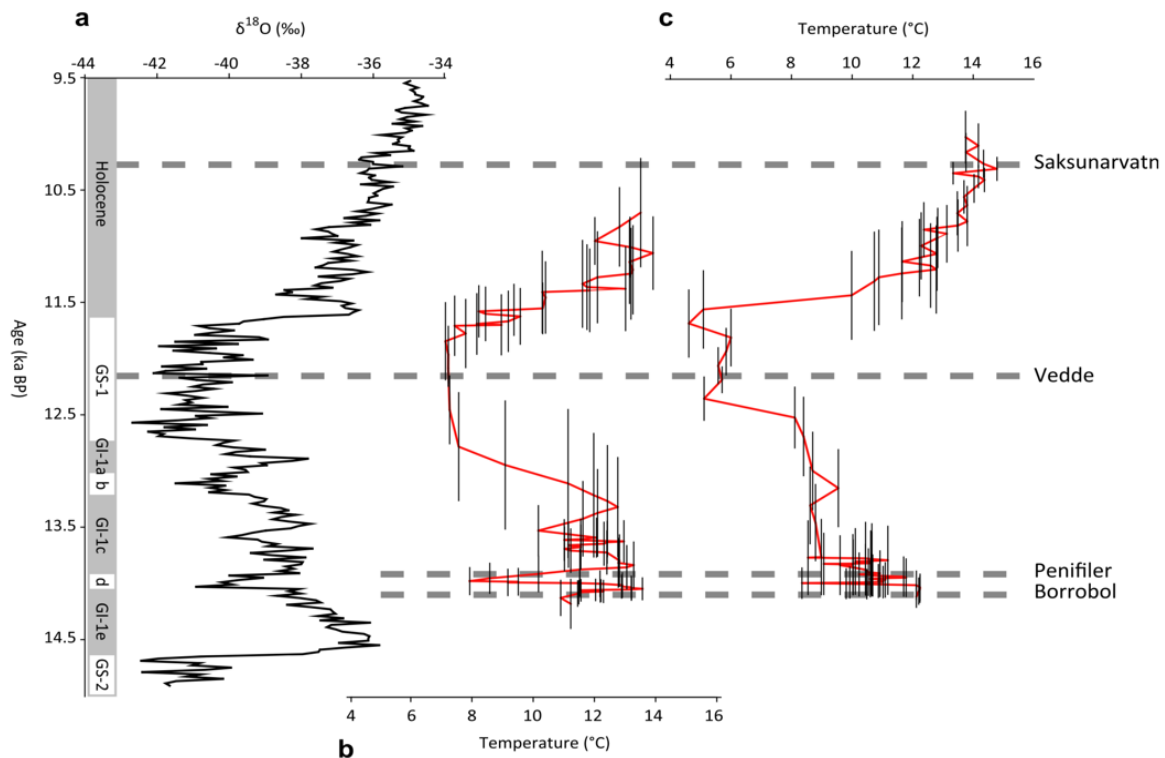 a
c
δ18O (‰)
Temperature (°C)
-44 -42 -40 -38 -36 -34
4 6 8 10 12 14 16
9.5
Saksunarvatn
Holocene
10.5
11.5
Age (ka BP)
GS-1
Vedde
12.5
GI-1a
b
13.5
GI-1c
Penifiler
d
Borrobol
GI-1e
14.5
GS-2
4 6 8 10 12 14 16
Temperature (°C)
b